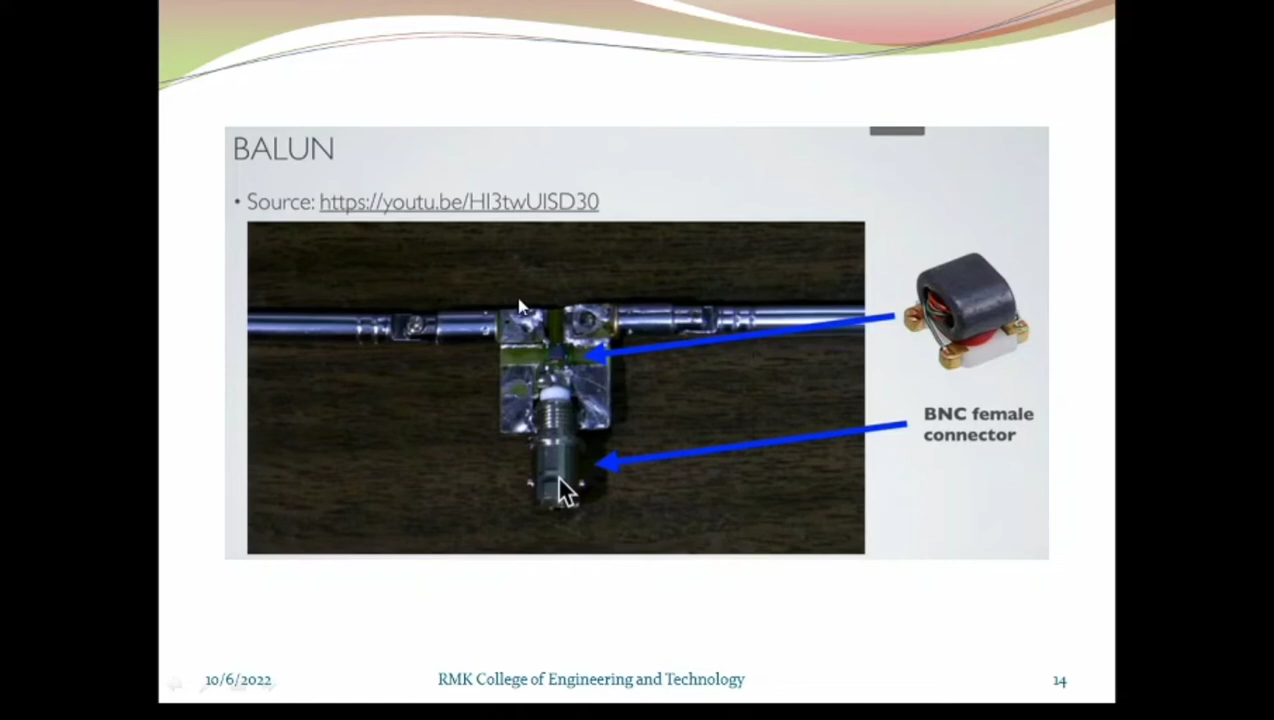 BALUN
• Source: https://youtu.be/HI3twUISD30
BNC female
connector
10/6/2022 RMK College of Engineering and Technology 14